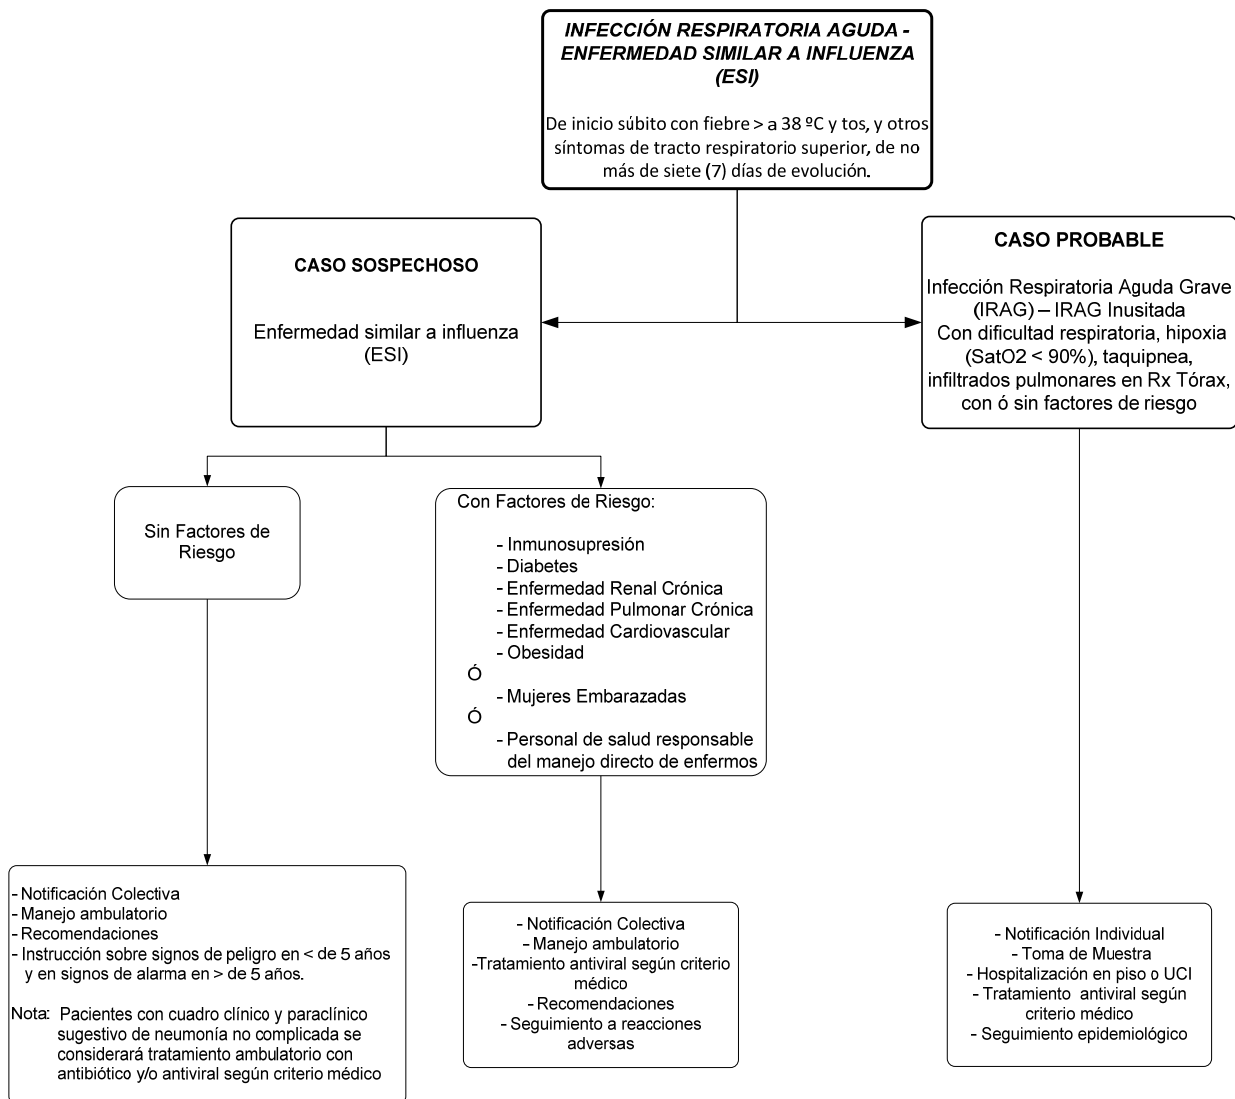 INFECCIÓN RESPIRATORIA AGUDA -
ENFERMEDAD SIMILAR A INFLUENZA
(ESI)
De inicio súbito con fiebre > a 38 ºC y tos, y otros
síntomas de tracto respiratorio superior, de no
más de siete (7) días de evolución.
CASO SOSPECHOSO
Enfermedad similar a influenza
(ESI)
CASO PROBABLE
Infección Respiratoria Aguda Grave
(IRAG) – IRAG Inusitada
Con dificultad respiratoria, hipoxia
(SatO2 < 90%), taquipnea,
infiltrados pulmonares en Rx Tórax,
con ó sin factores de riesgo
Sin Factores de
Riesgo
Con Factores de Riesgo:
- Inmunosupresión
- Diabetes
- Enfermedad Renal Crónica
- Enfermedad Pulmonar Crónica
- Enfermedad Cardiovascular
- Obesidad
Ó
- Mujeres Embarazadas
Ó
- Personal de salud responsable
del manejo directo de enfermos
- Notificación Colectiva
- Manejo ambulatorio
- Recomendaciones
- Instrucción sobre signos de peligro en < de 5 años
y en signos de alarma en > de 5 años.
Nota: Pacientes con cuadro clínico y paraclínico
sugestivo de neumonía no complicada se
considerará tratamiento ambulatorio con
antibiótico y/o antiviral según criterio médico
- Notificación Colectiva
- Manejo ambulatorio
-Tratamiento antiviral según criterio
médico
- Recomendaciones
- Seguimiento a reacciones
adversas
- Notificación Individual
- Toma de Muestra
- Hospitalización en piso o UCI
- Tratamiento antiviral según
criterio médico
- Seguimiento epidemiológico